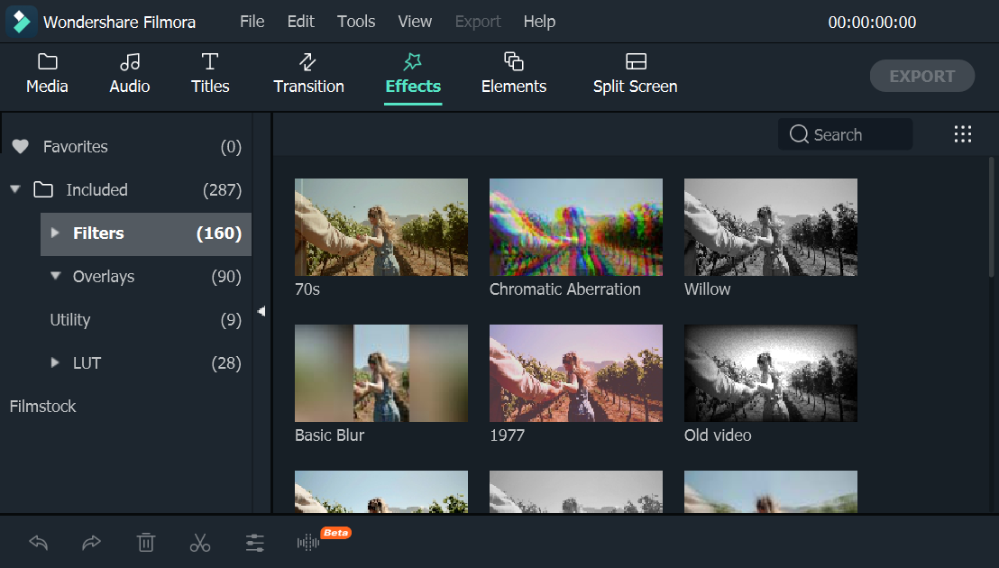 Wondershare Filmora File Edit Tools View Export Help 00:00:00:00
Media Audio Titles Transition Effects Elements Split Screen EXPORT
Favorites (0)
Included (287)
Filters (160)
Overlays (90)
Utility (9)
LUT (28)
Filmstock
Search
70s Chromatic Aberration Willow
Basic Blur 1977 Old video
Beta